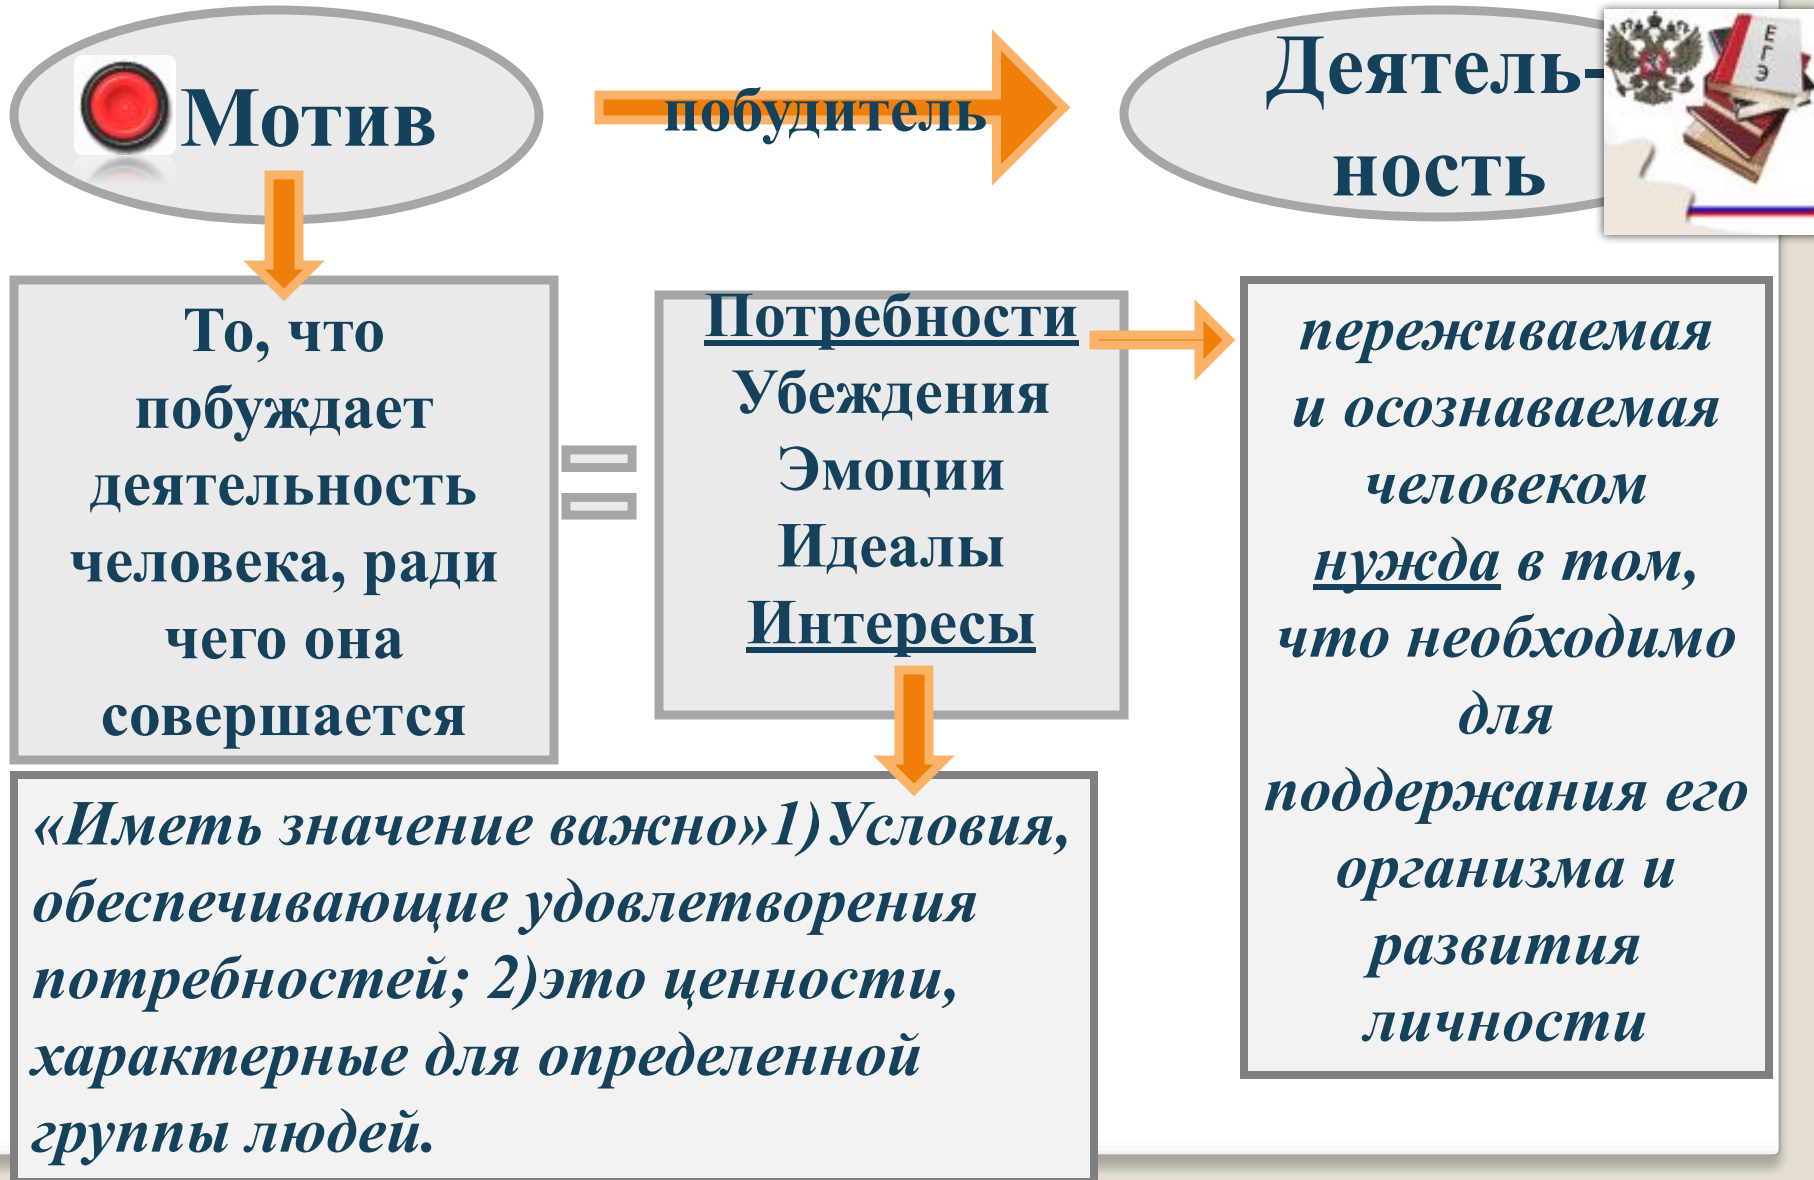 Мотив
побудитель
Деятель-
ность
ЕГЭ
То, что
побуждает
деятельность
человека, ради
чего она
совершается
Потребности
Убеждения
Эмоции
Идеалы
Интересы
переживаемая
и осознаваемая
человеком
нужда в том,
что необходимо
для
поддержания его
организма и
развития
личности
«Иметь значение важно»1)Условия,
обеспечивающие удовлетворения
потребностей; 2)это ценности,
характерные для определенной
группы людей.